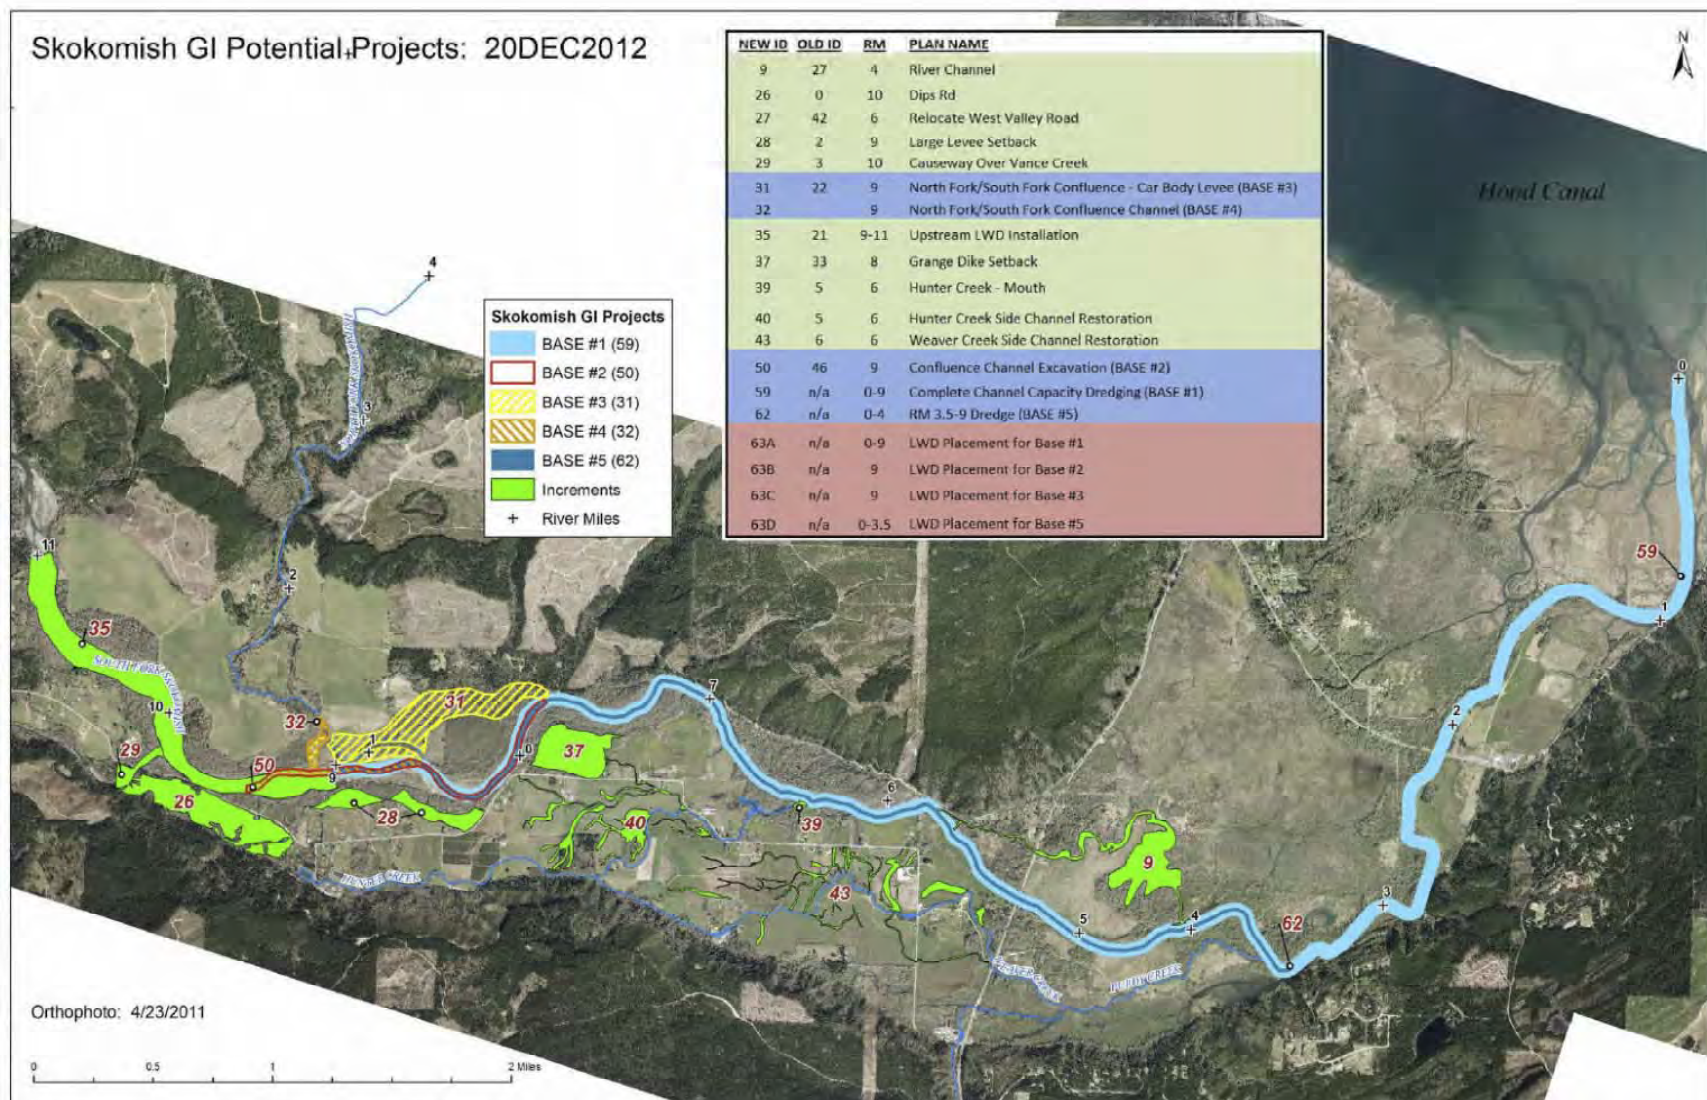 Skokomish GI Potential Projects: 20DEC2012
NEW ID OLD ID RM PLAN NAME
9 27 4 River Channel
26 0 10 Dips Rd
27 42 6 Relocate West Valley Road
28 2 9 Large Levee Setback
29 3 10 Causeway Over Vance Creek
31 22 9 North Fork/South Fork Confluence - Car Body Levee (BASE #3)
32 9 North Fork/South Fork Confluence Channel (BASE #4)
35 21 9-11 Upstream LWD Installation
37 33 8 Grange Dike Setback
39 5 6 Hunter Creek - Mouth
40 5 6 Hunter Creek Side Channel Restoration
43 6 6 Weaver Creek Side Channel Restoration
50 46 9 Confluence Channel Excavation (BASE #2)
59 n/a 0-9 Complete Channel Capacity Dredging (BASE #1)
62 n/a 0-4 RM 3.5-9 Dredge (BASE #5)
63A n/a 0-9 LWD Placement for Base #1
63B n/a 9 LWD Placement for Base #2
63C n/a 9 LWD Placement for Base #3
63D n/a 0-3.5 LWD Placement for Base #5
N
Hood Canal
Skokomish GI Projects
BASE #1 (59)
BASE #2 (50)
BASE #3 (31)
BASE #4 (32)
BASE #5 (62)
Increments
River Miles
4
3
2
11
35
SOUTH FORK SKOKOMISH
10
32
31
1
9
29
50
26
28
37
7
6
40
39
43
9
5
4
62
3
2
1
59
0
HUNTER CREEK
WEAVER CREEK
PURDY CREEK
Orthophoto: 4/23/2011
0 0.5 1 2 Miles